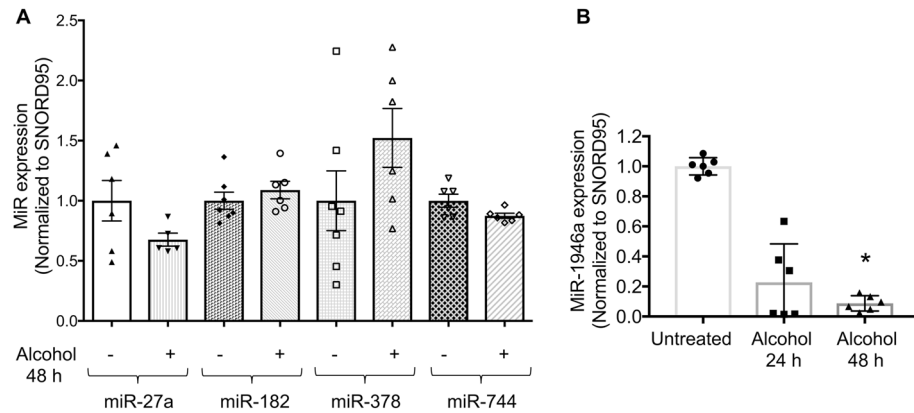 A
MiR expression
(Normalized to SNORD95)
2.5
2.0
1.5
1.0
0.5
0.0
Alcohol
48 h
- + - + - + - +
miR-27a miR-182 miR-378 miR-744
B
MiR-1946a expression
(Normalized to SNORD95)
1.2
1.0
0.8
0.6
0.4
0.2
0.0
*
Untreated Alcohol Alcohol
24 h 48 h